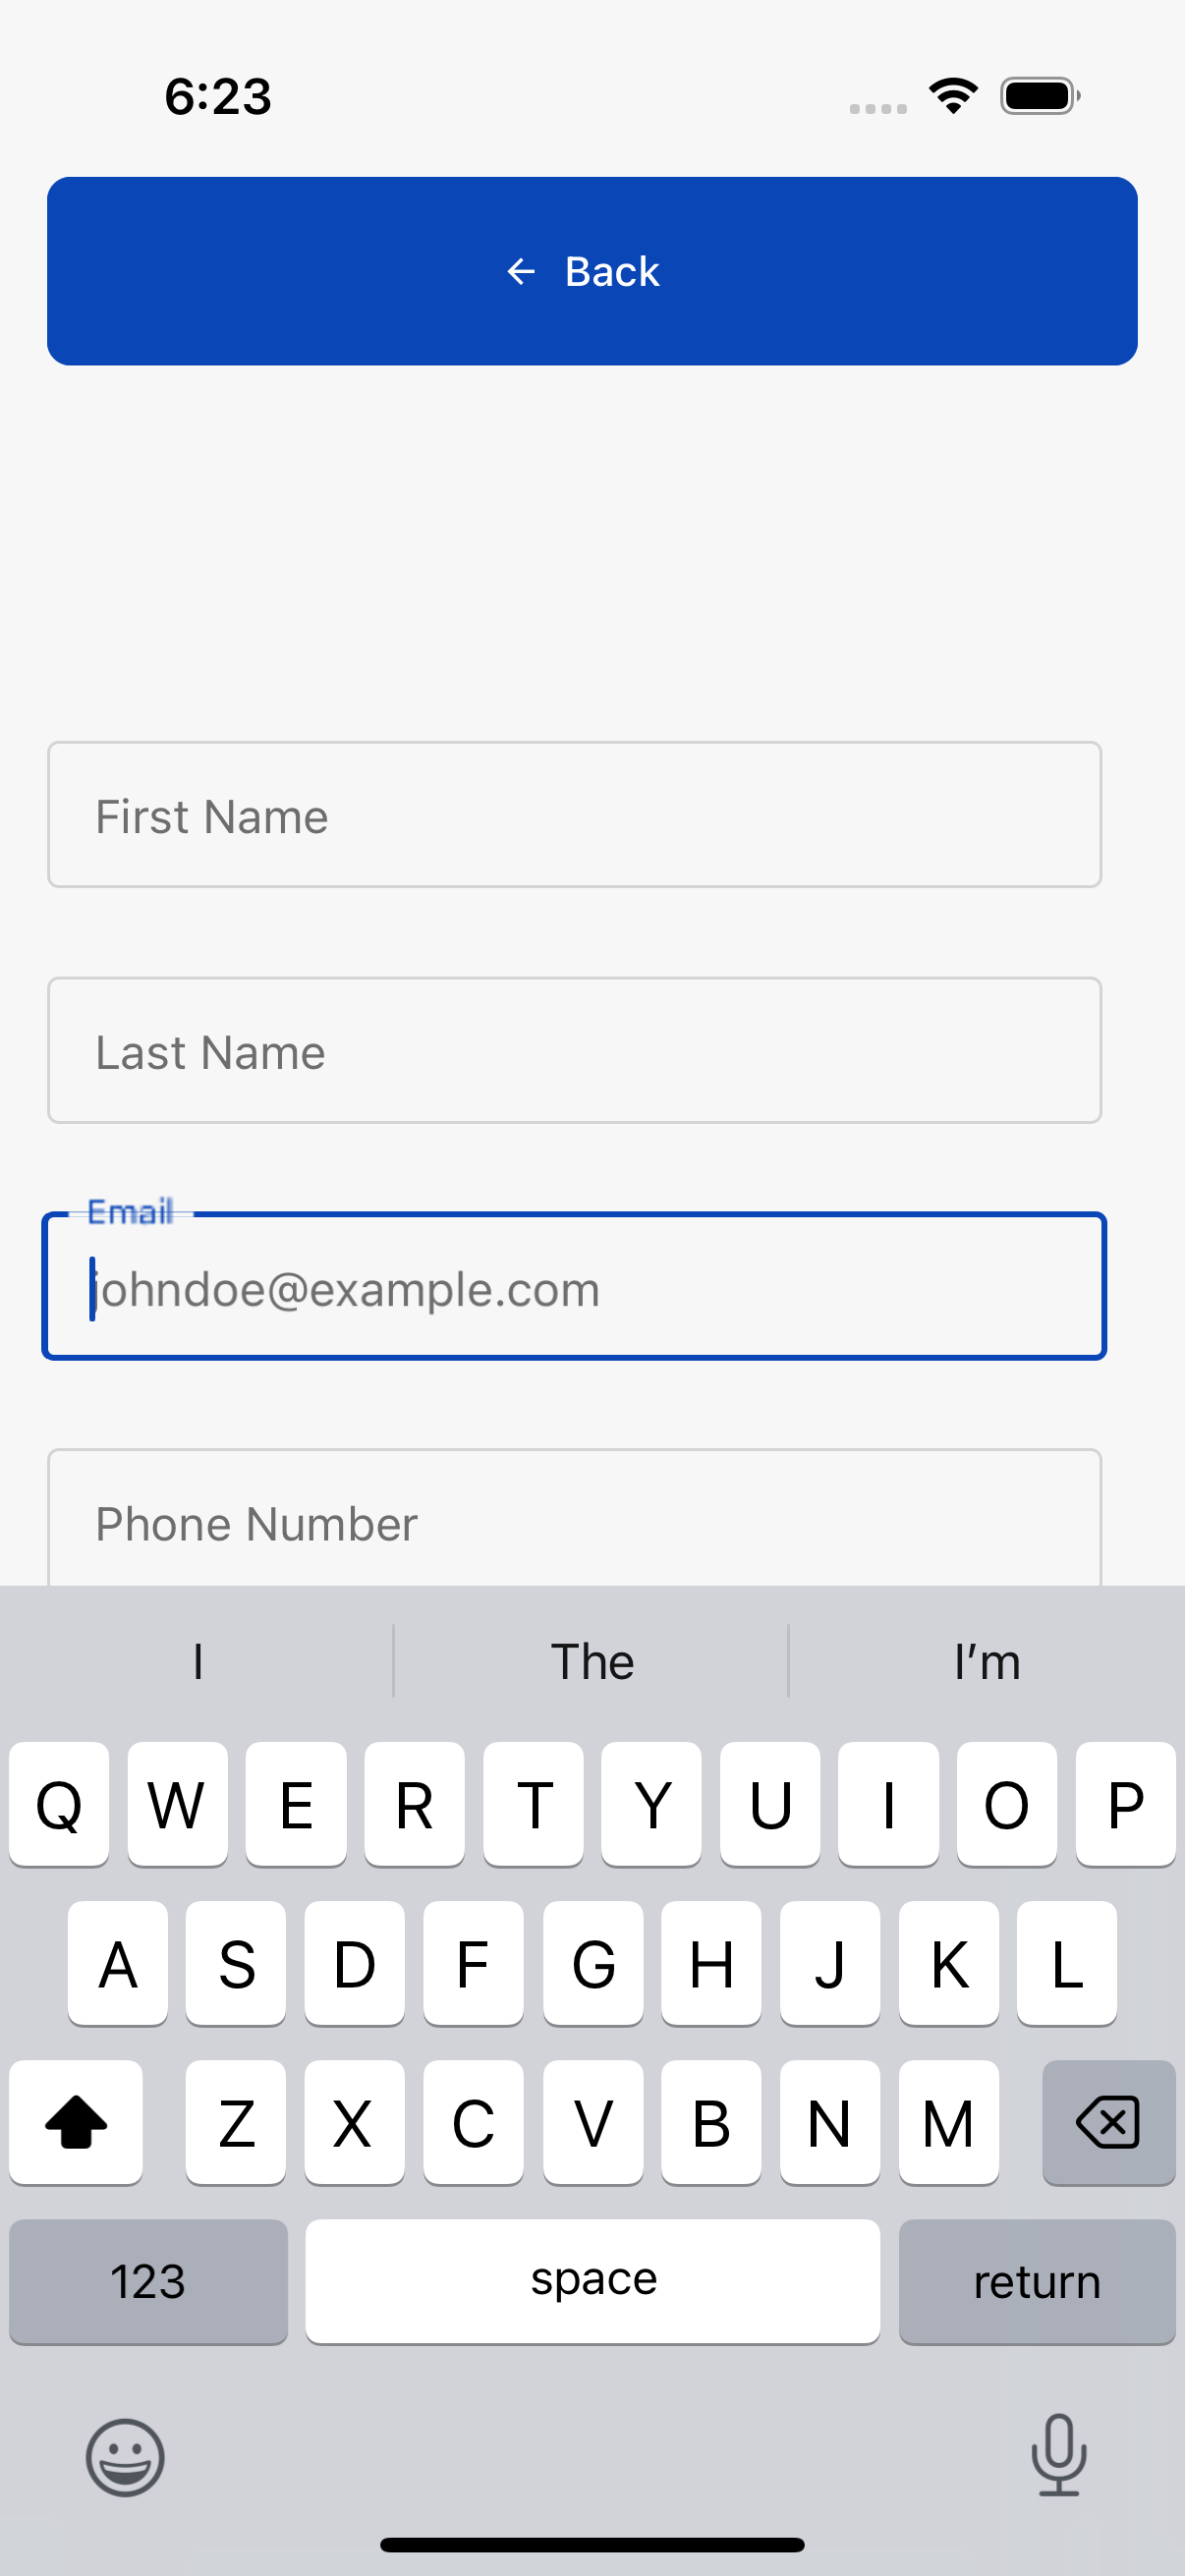 6:23
Back
First Name
Last Name
Email
johndoe@example.com
Phone Number
I The I'm
Q W E R T Y U I O P
A S D F G H J K L
Z X C V B N M
123 space return